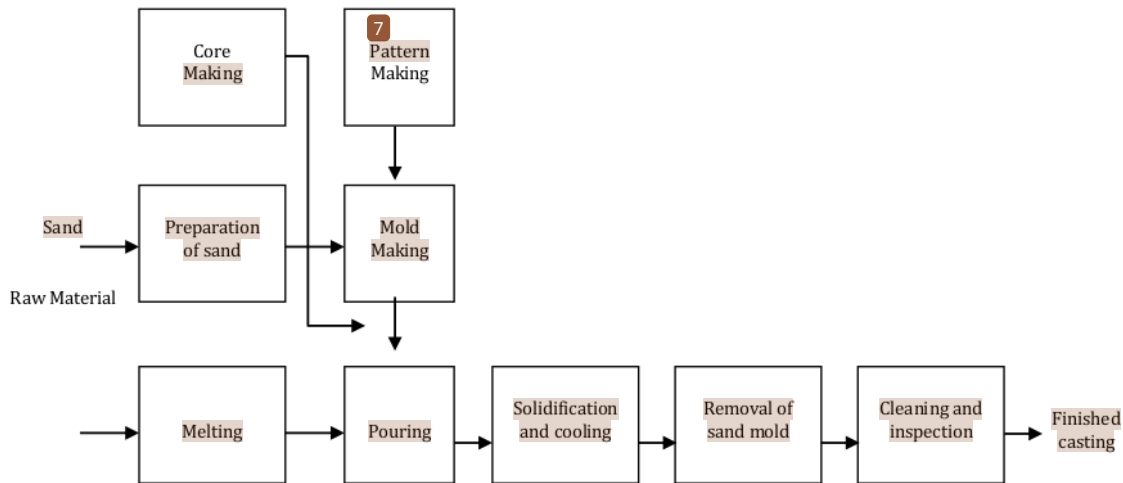 7
Core
Making
Pattern
Making
Sand
Preparation
of sand
Mold
Making
Raw Material
Melting
Pouring
Solidification
and cooling
Removal of
sand mold
Cleaning and
inspection
Finished
casting